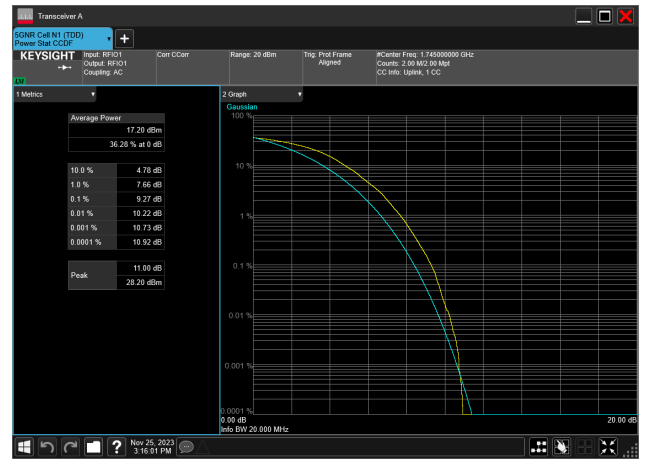 Transceiver A
5GNR Cell N1 (TDD)
Power Stat CCDF
KEYSIGHT
LXI
Input: RFIO1
Output: RFIO1
Coupling: AC
Corr CCorr
Range: 20 dBm
Trig: Prot Frame
Aligned
#Center Freq: 1.745000000 GHz
Counts: 2.00 M/2.00 Mpt
CC Info: Uplink, 1 CC
1 Metrics
Average Power
17.20 dBm
36.28 % at 0 dB
10.0 % 4.78 dB
1.0 % 7.66 dB
0.1 % 9.27 dB
0.01 % 10.22 dB
0.001 % 10.73 dB
0.0001 % 10.92 dB
Peak
11.00 dB
28.20 dBm
2 Graph
Gaussian
100 %
10 %
1 %
0.1 %
0.01 %
0.001 %
0.0001 %
0.00 dB 20.00 dB
Info BW 20.000 MHz
Nov 25, 2023
3:16:01 PM